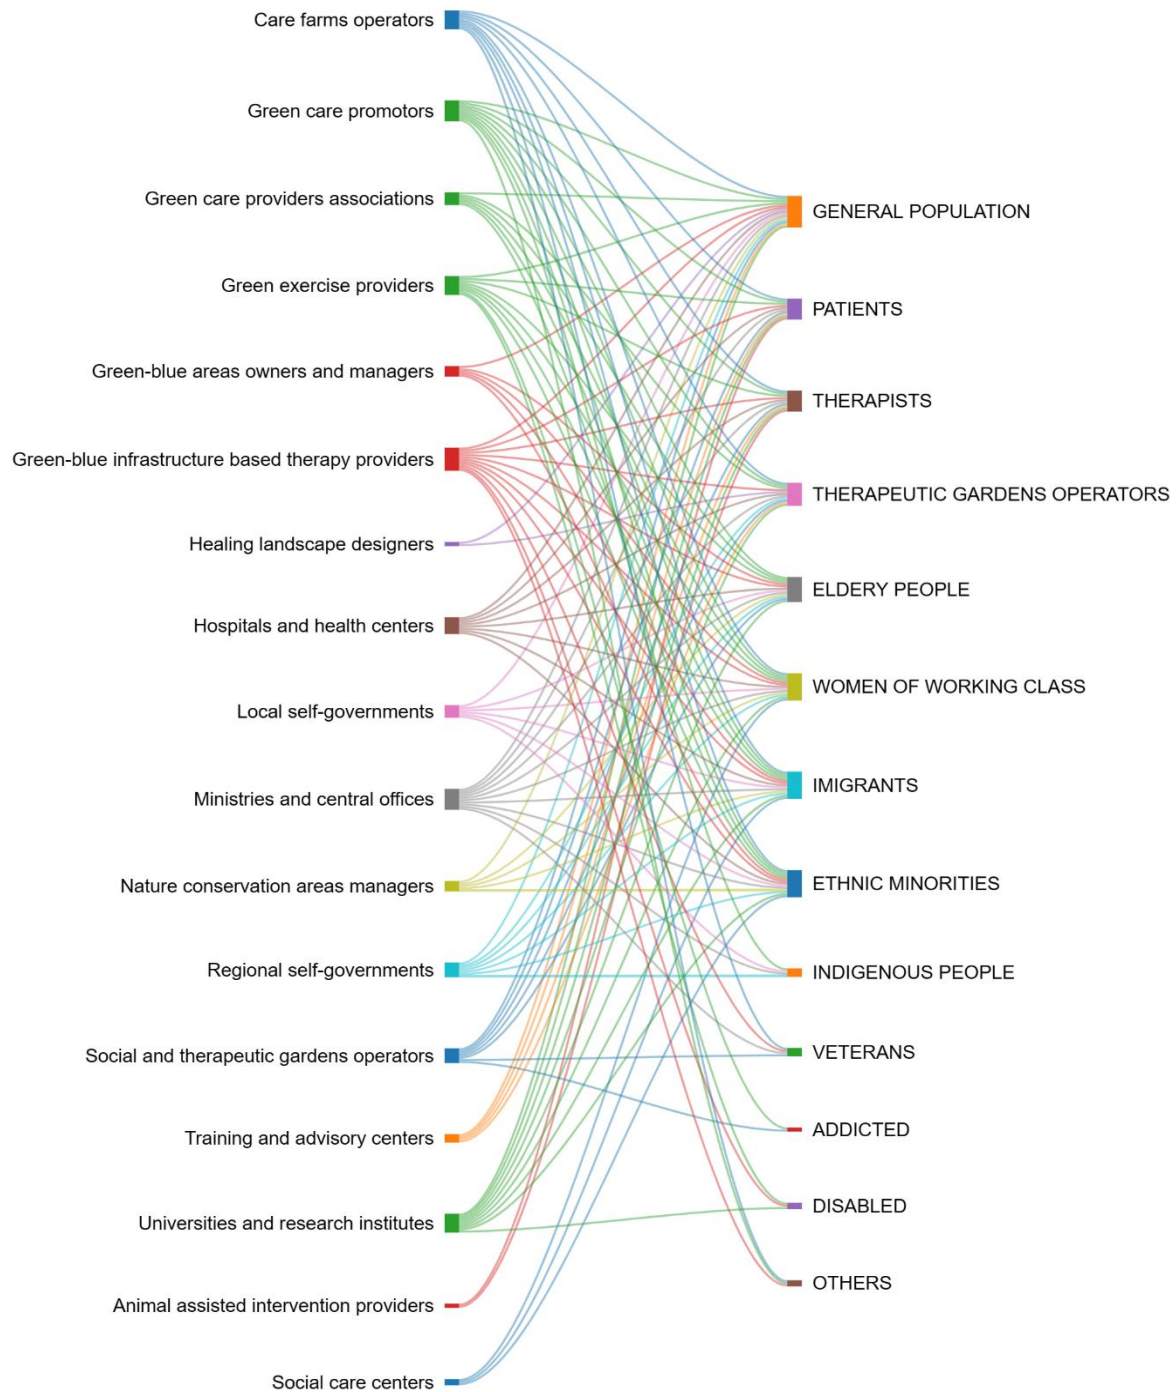 Care farms operators
Green care promotors
Green care providers associations
Green exercise providers
Green-blue areas owners and managers
Green-blue infrastructure based therapy providers
Healing landscape designers
Hospitals and health centers
Local self-governments
Ministries and central offices
Nature conservation areas managers
Regional self-governments
Social and therapeutic gardens operators
Training and advisory centers
Universities and research institutes
Animal assisted intervention providers
Social care centers
GENERAL POPULATION
PATIENTS
THERAPISTS
THERAPEUTIC GARDENS OPERATORS
ELDERY PEOPLE
WOMEN OF WORKING CLASS
IMIGRANTS
ETHNIC MINORITIES
INDIGENOUS PEOPLE
VETERANS
ADDICTED
DISABLED
OTHERS